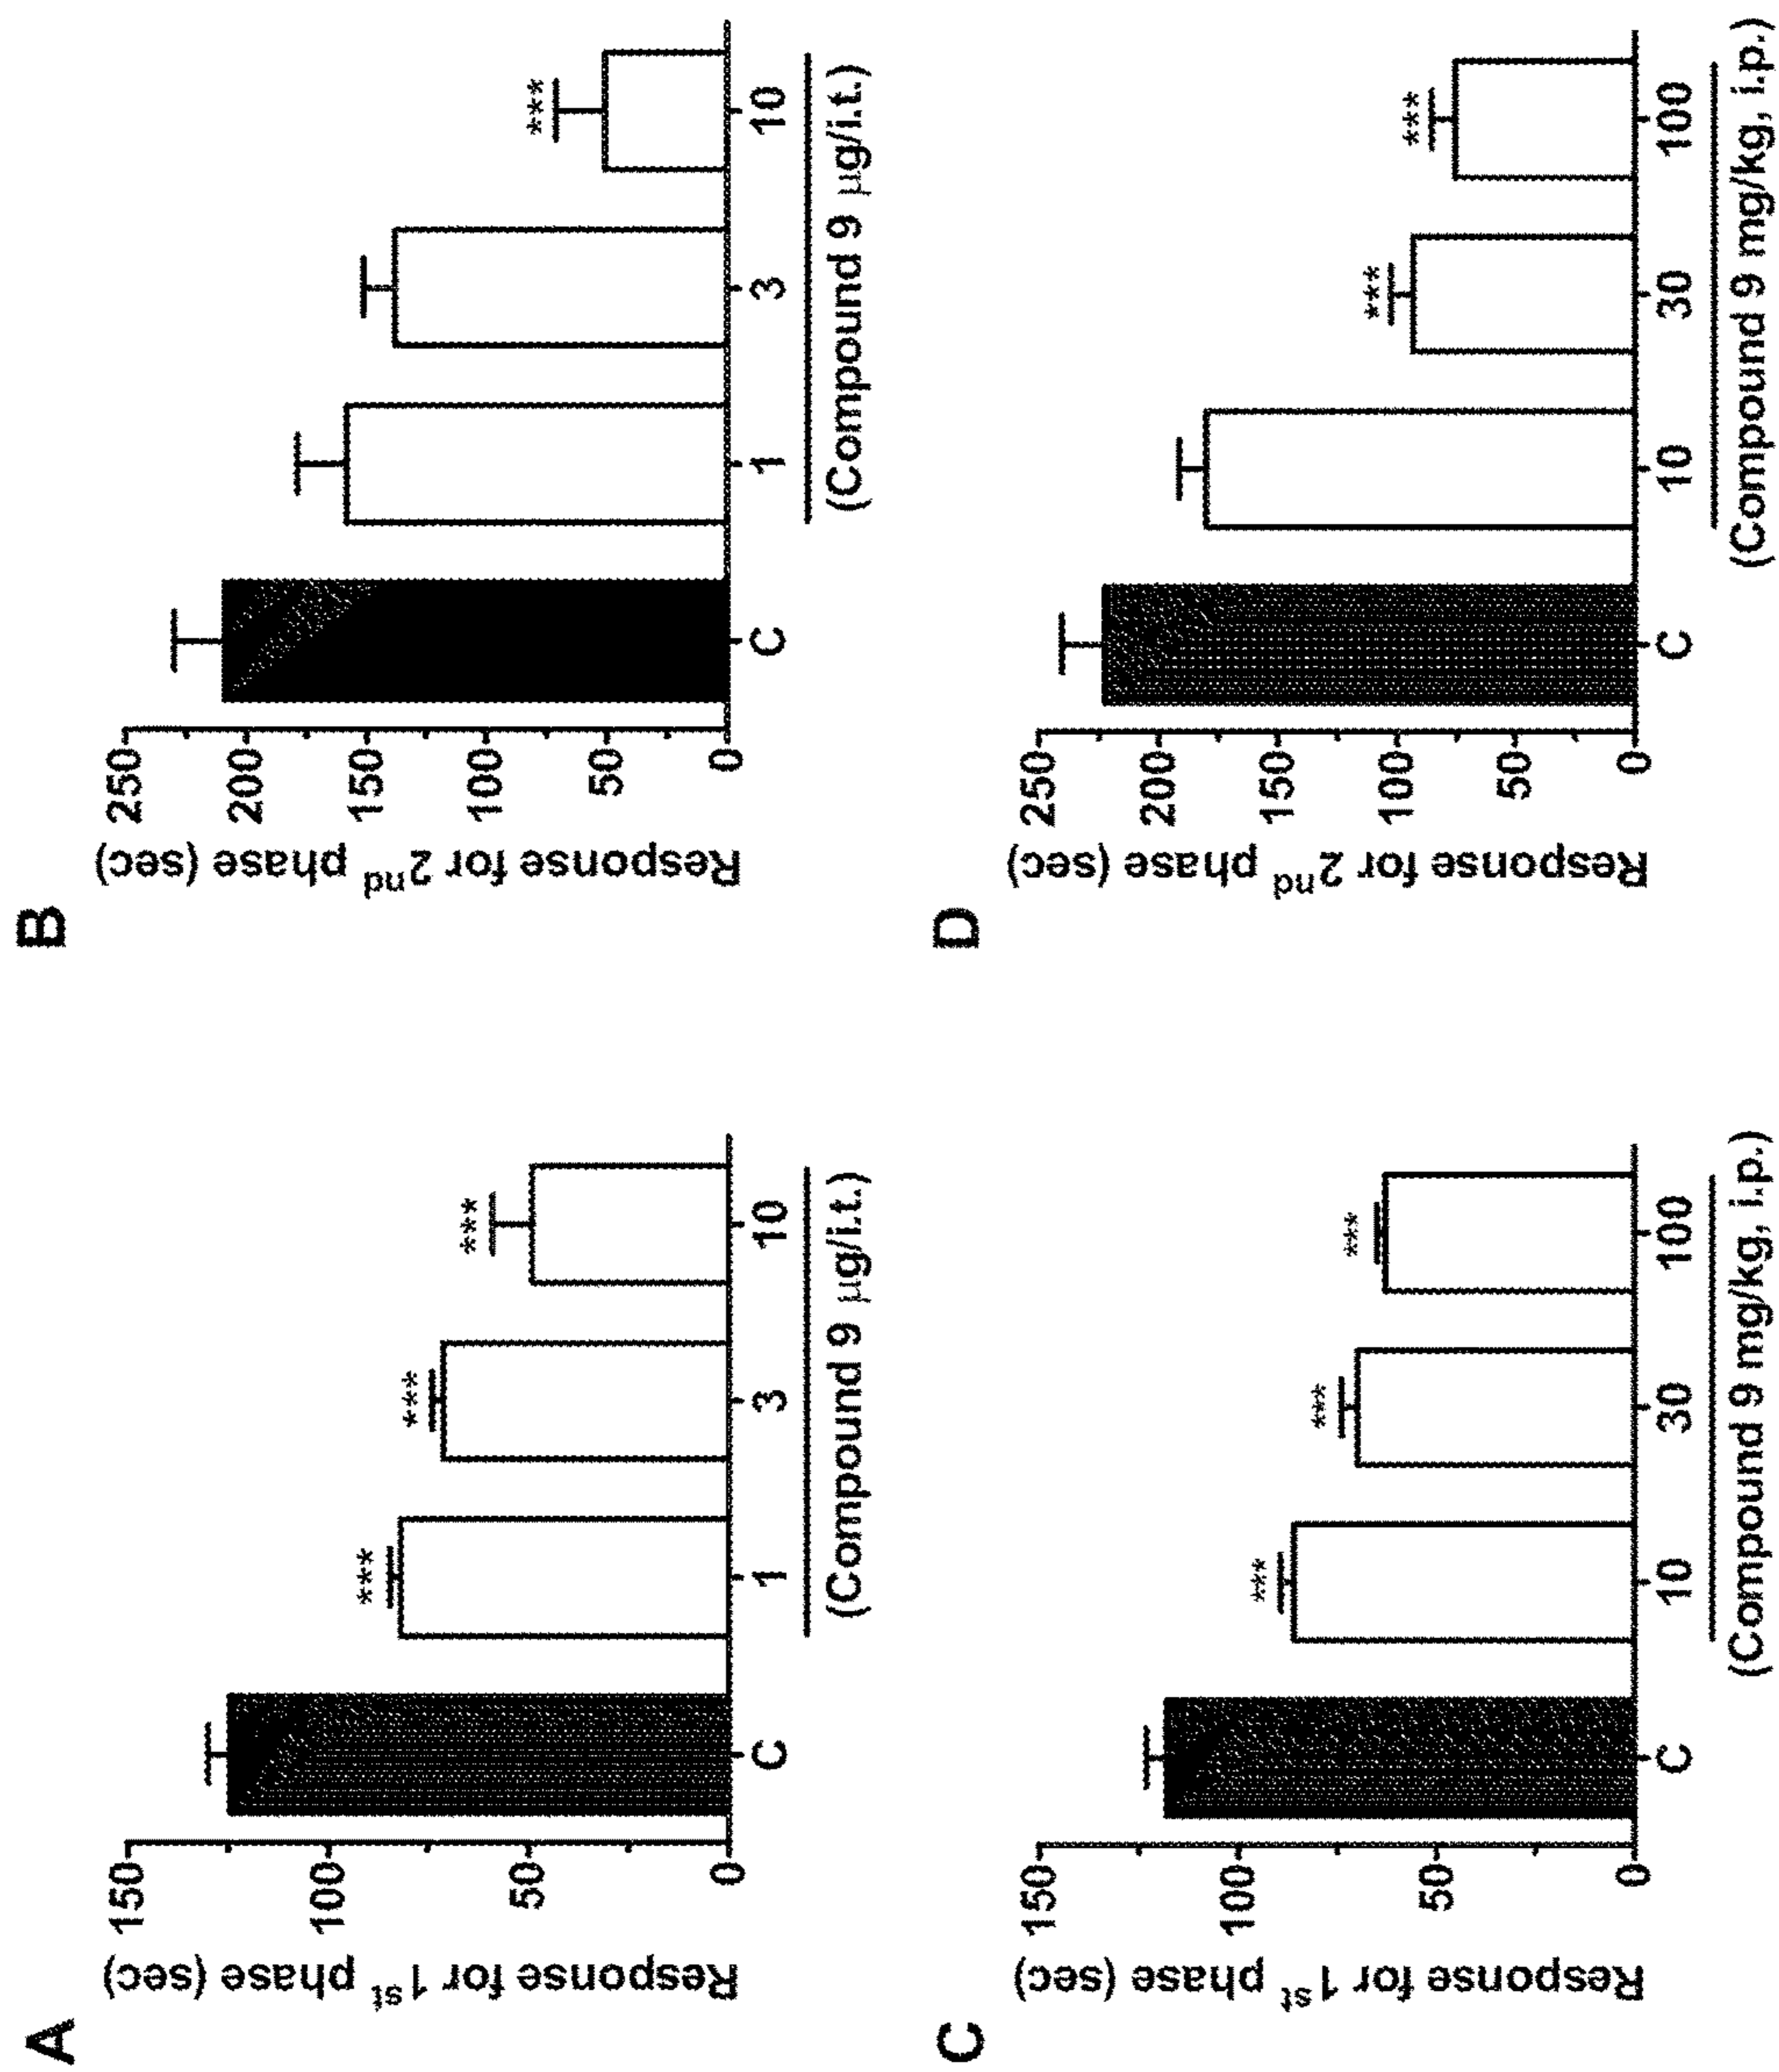 A
Response for 1st phase (sec)
150
100
50
0
***
***
***
C
1
3
10
(Compound 9 µg/i.t.)
B
Response for 2nd phase (sec)
250
200
150
100
50
0
***
C
1
3
10
(Compound 9 µg/i.t.)
C
Response for 1st phase (sec)
150
100
50
0
***
***
***
C
10
30
100
(Compound 9 mg/kg, i.p.)
D
Response for 2nd phase (sec)
250
200
150
100
50
0
***
***
C
10
30
100
(Compound 9 mg/kg, i.p.)